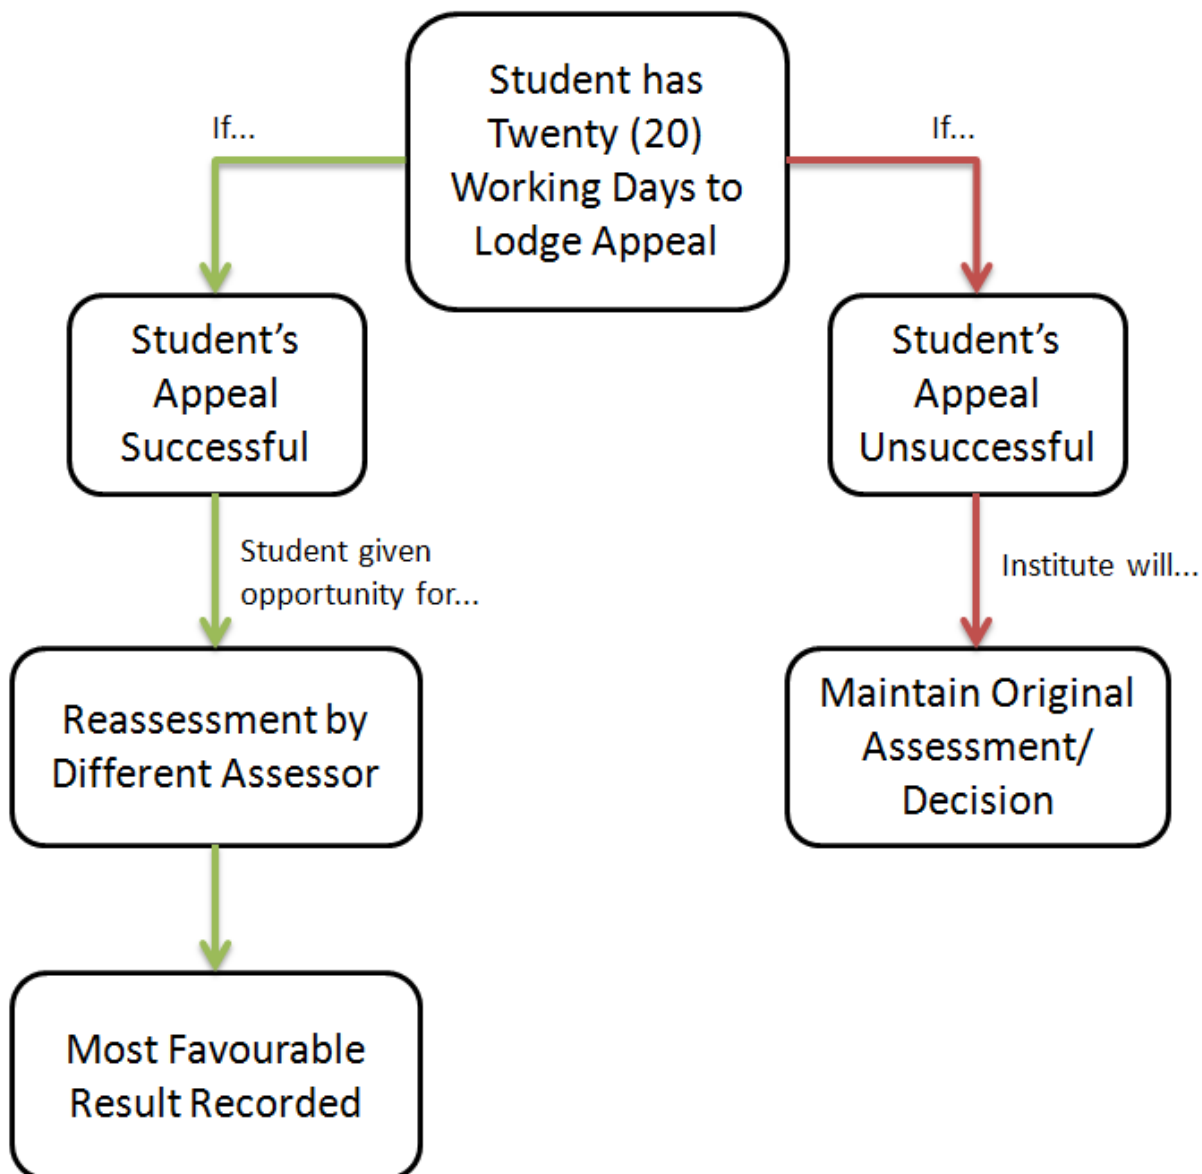 Student has
Twenty (20)
Working Days to
Lodge Appeal
If...
If...
Student's
Appeal
Successful
Student's
Appeal
Unsuccessful
Student given
opportunity for...
Institute will...
Reassessment by
Different Assessor
Maintain Original
Assessment/
Decision
Most Favourable
Result Recorded